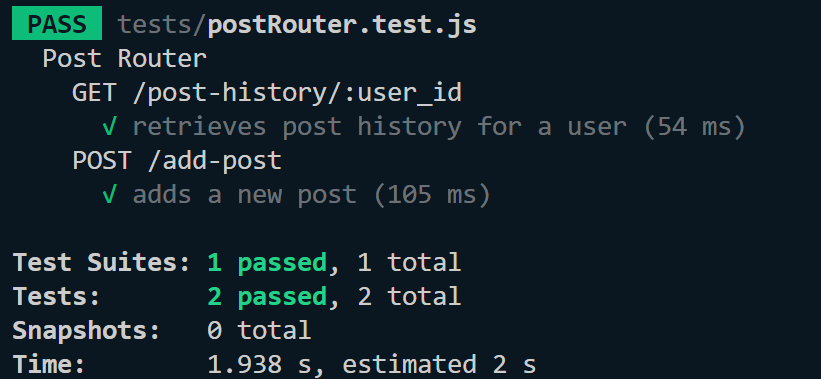 PASS tests/postRouter.test.js
Post Router
GET /post-history/:user_id
√ retrieves post history for a user (54 ms)
POST /add-post
√ adds a new post (105 ms)
Test Suites: 1 passed, 1 total
Tests: 2 passed, 2 total
Snapshots: 0 total
Time: 1.938 s, estimated 2 s